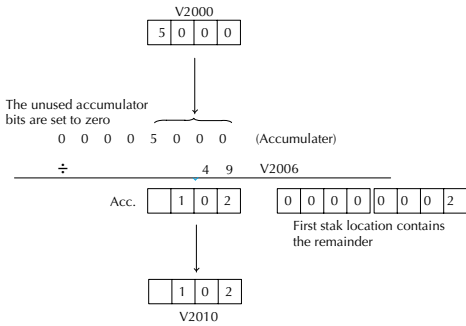 V2000
5 0 0 0
The unused accumulator
bits are set to zero
0 0 0 0 5 0 0 0 (Accumulater)
÷ 4 9 V2006
Acc. 1 0 2 0 0 0 0 0 0 0 2
First stak location contains
the remainder
1 0 2
V2010